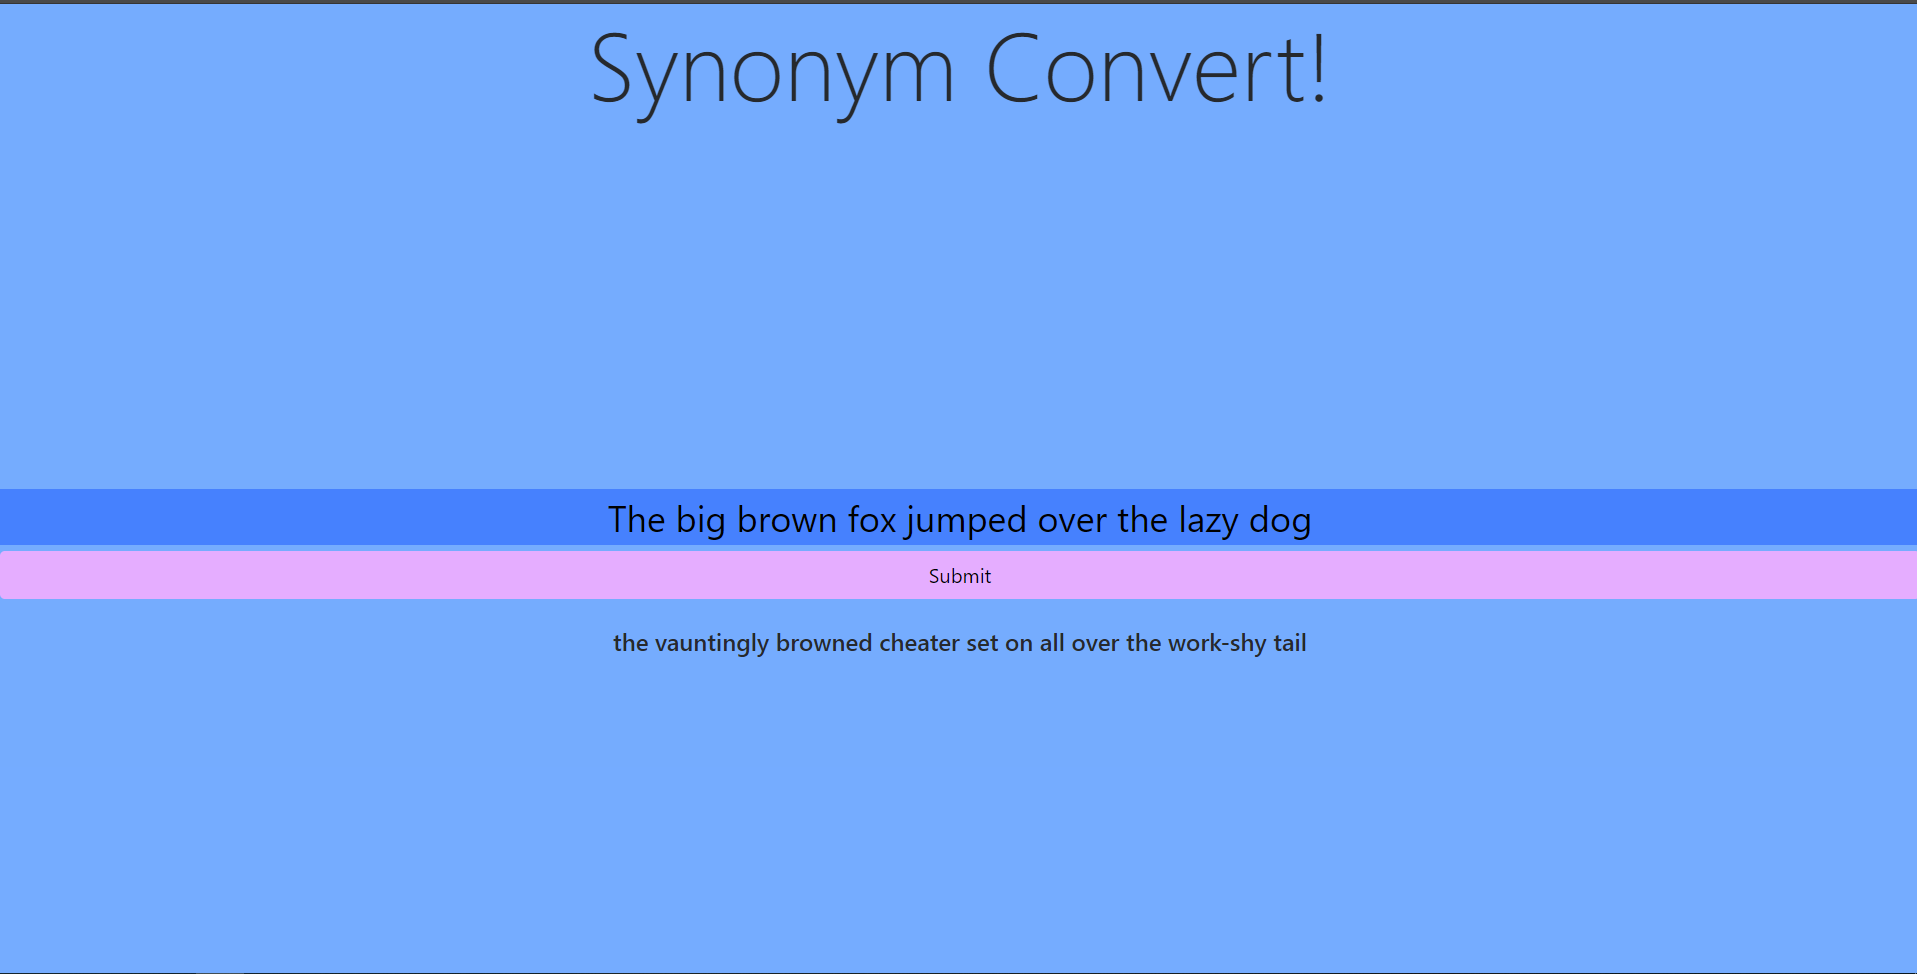 Synonym Convert!
The big brown fox jumped over the lazy dog
Submit
the vauntingly browned cheater set on all over the work-shy tail